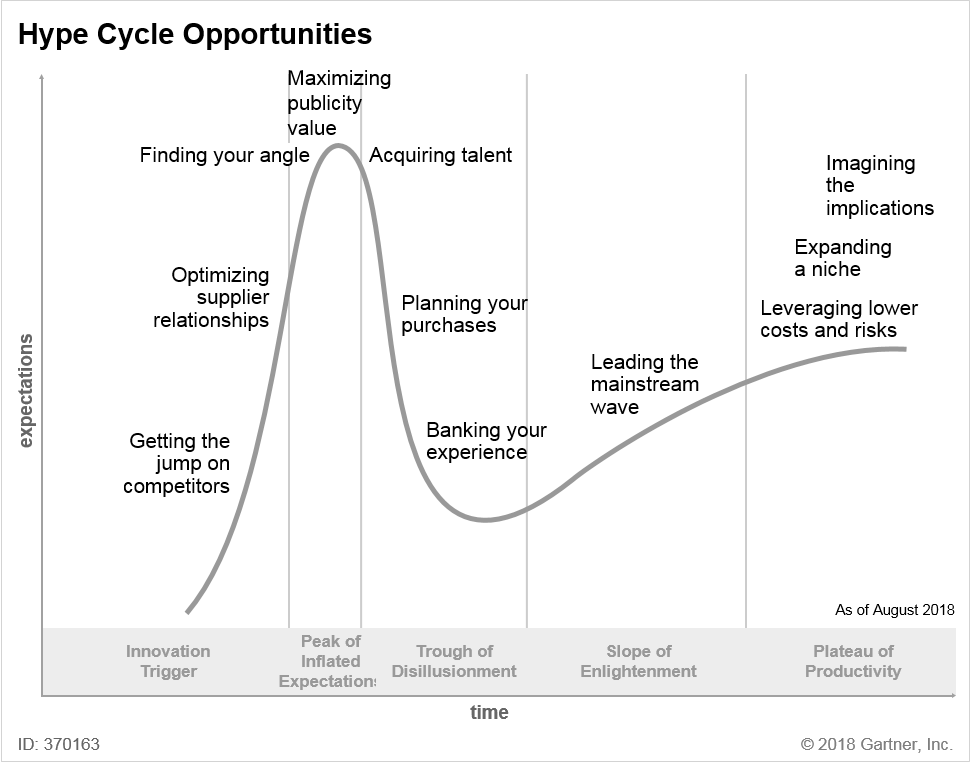 Hype Cycle Opportunities
Maximizing
publicity
value
Finding your angle
Acquiring talent
Imagining
the
implications
Expanding
a niche
Optimizing
supplier
relationships
Planning your
purchases
Leveraging lower
costs and risks
Leading the
mainstream
wave
Getting the
jump on
competitors
Banking your
experience
expectations
As of August 2018
Innovation
Trigger
Peak of
Inflated
Expectations
Trough of
Disillusionment
Slope of
Enlightenment
Plateau of
Productivity
time
ID: 370163
© 2018 Gartner, Inc.